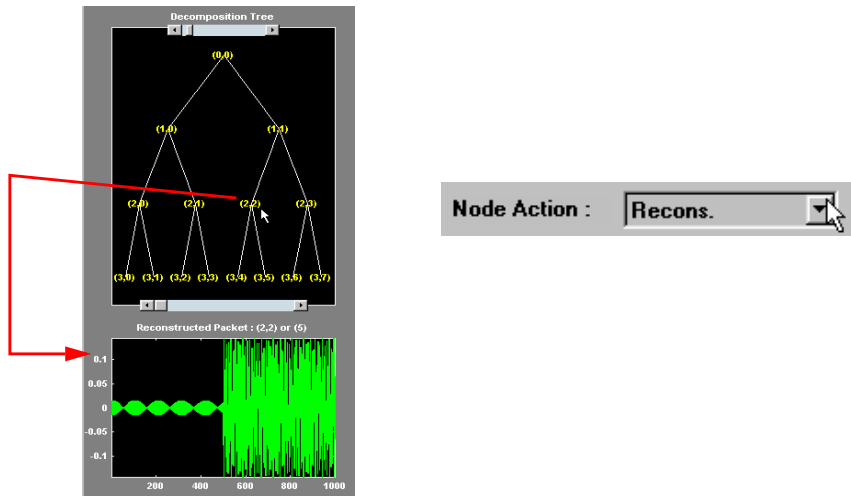 Decomposition Tree
(0,0)
(1,0) (1,1)
(2,0) (2,1) (2,2) (2,3)
(3,0) (3,1) (3,2) (3,3) (3,4) (3,5) (3,6) (3,7)
Reconstructed Packet : (2,2) or (5)
0.1
0.05
0
-0.05
-0.1
200 400 600 800 1000
Node Action : Recons.